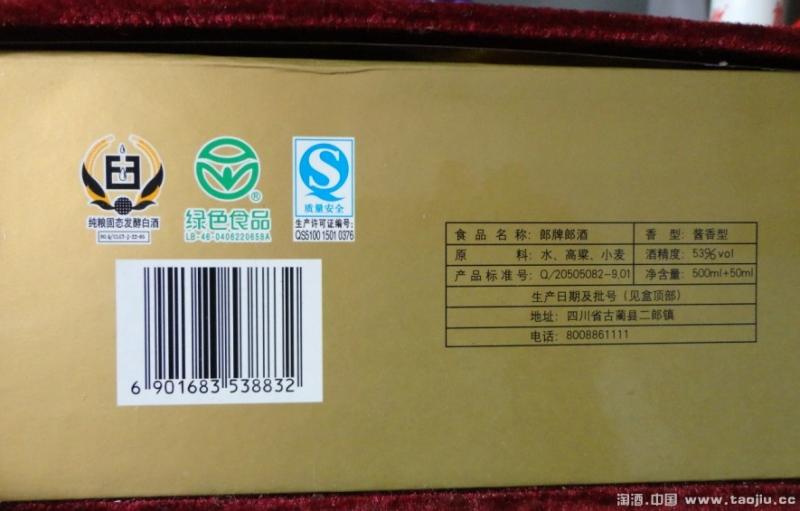 纯粮固态发酵白酒
绿色食品
®
LB-46-0406220658A
S
质量安全
生产许可证编号:
QSS100 1501 0376
6 901683 538832
食品名称: 郎牌郎酒 香型: 酱香型
原料: 水、高粱、小麦 酒精度: 53%vol
产品标准号: Q/20505082-9.01 净含量: 500ml+50ml
生产日期及批号(见盒顶部)
地址: 四川省古蔺县二郎镇
电话: 8008861111
淘酒.中国 www.taojiu.cc